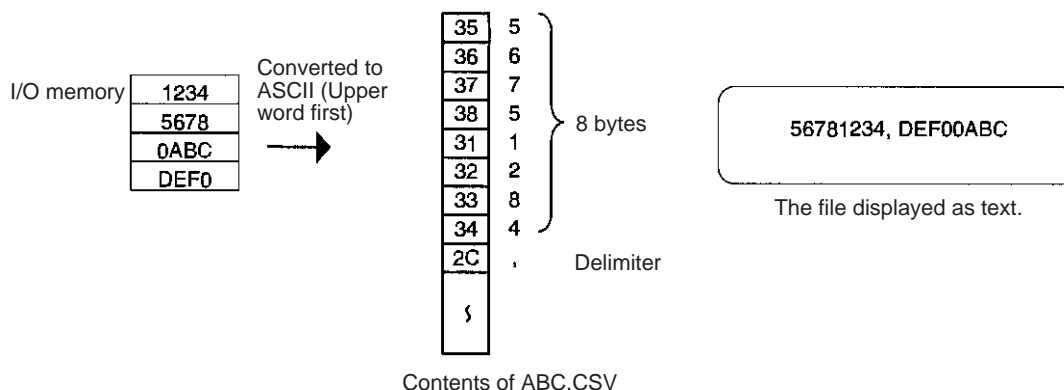 I/O memory
1234
5678
0ABC
DEF0
Converted to
ASCII (Upper
word first)
35 5
36 6
37 7
38 5
31 1
32 2
33 8
34 4
2C ,
8 bytes
Delimiter
Contents of ABC.CSV
56781234, DEF00ABC
The file displayed as text.